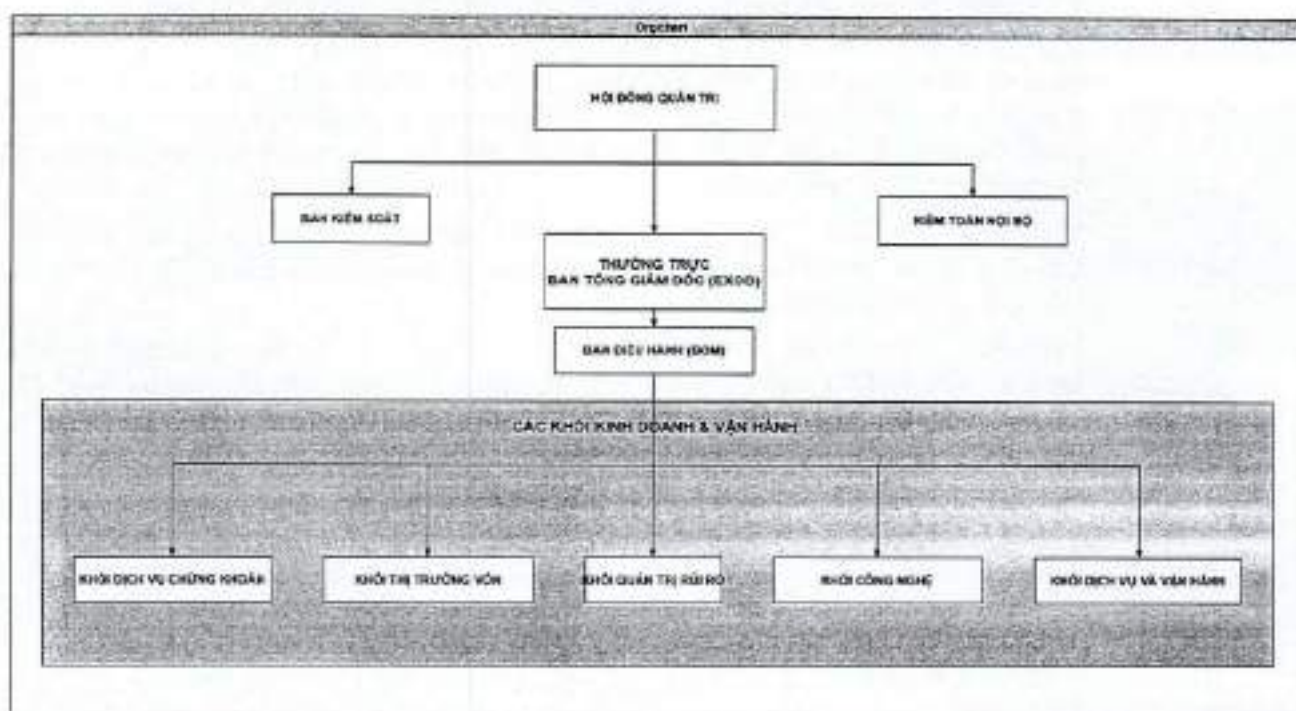 Orgchart
HỘI ĐỒNG QUẢN TRỊ
BAN KIỂM SOÁT
KIỂM TOÁN NỘI BỘ
THƯỜNG TRỰC
BAN TỔNG GIÁM ĐỐC (EXCO)
BAN ĐIỀU HÀNH (BOM)
CÁC KHỐI KINH DOANH & VẬN HÀNH
KHỐI DỊCH VỤ CHỨNG KHOÁN
KHỐI THỊ TRƯỜNG VỐN
KHỐI QUẢN TRỊ RỦI RO
KHỐI CÔNG NGHỆ
KHỐI DỊCH VỤ VÀ VẬN HÀNH